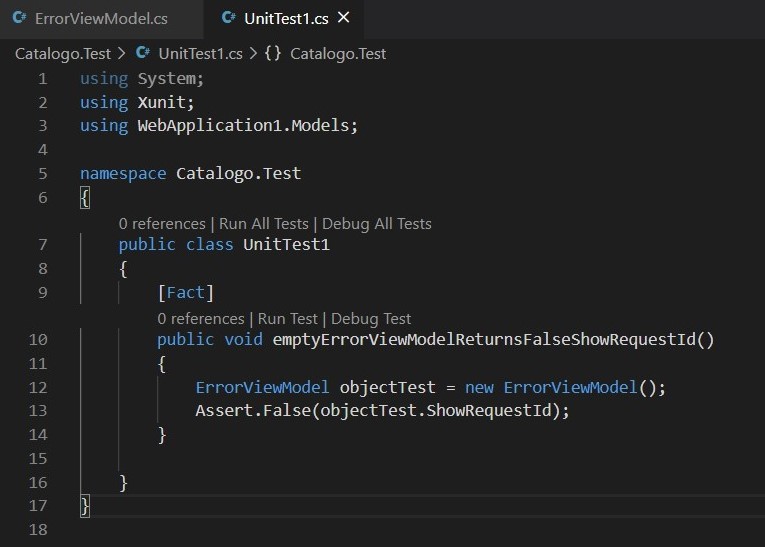 C# ErrorViewModel.cs C# UnitTest1.cs ×
Catalogo.Test > C# UnitTest1.cs > {} Catalogo.Test
1 using System;
2 using Xunit;
3 using WebApplication1.Models;
4
5 namespace Catalogo.Test
6 {
0 references | Run All Tests | Debug All Tests
7 public class UnitTest1
8 {
9 [Fact]
0 references | Run Test | Debug Test
10 public void emptyErrorViewModelReturnsFalseShowRequestId()
11 {
12 ErrorViewModel objectTest = new ErrorViewModel();
13 Assert.False(objectTest.ShowRequestId);
14 }
15
16 }
17 }
18